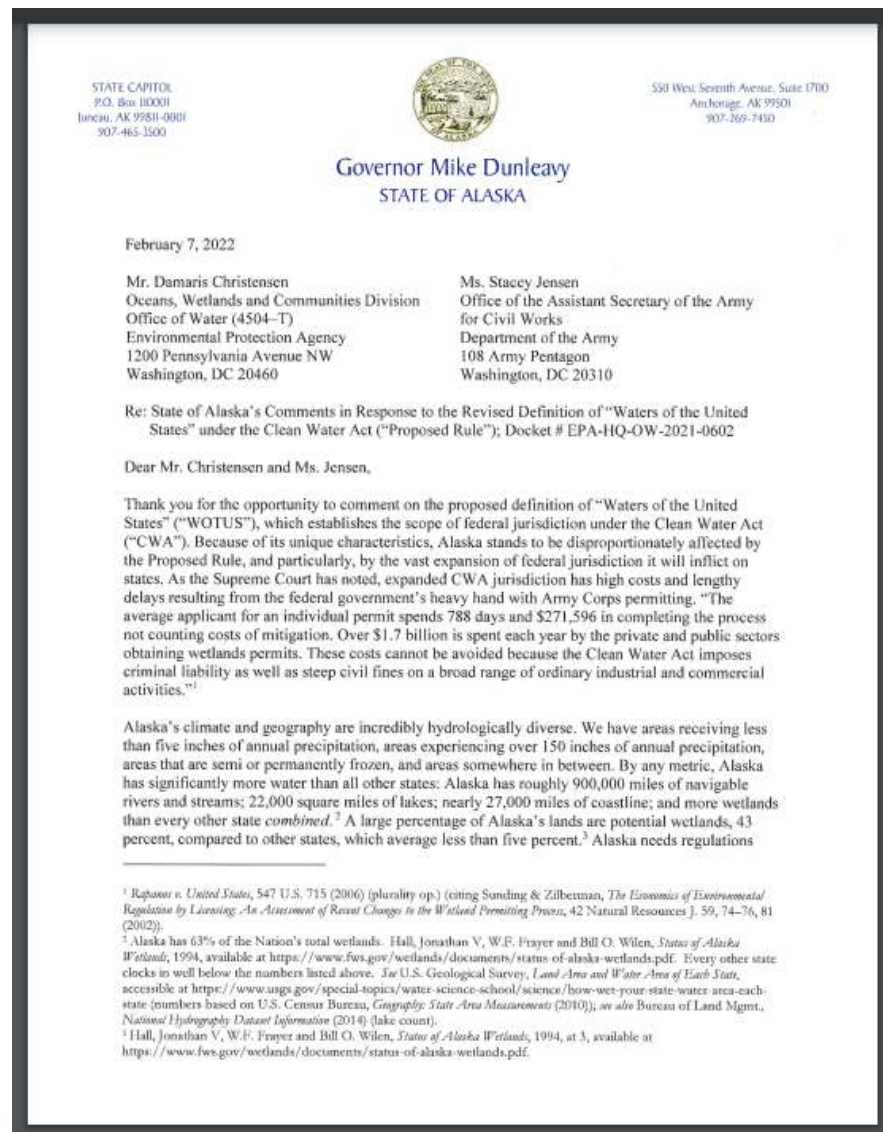 STATE CAPITOL
P.O. Box 110001
Juneau, AK 99811-0001
907-465-3500
550 West Seventh Avenue, Suite 1700
Anchorage, AK 99501
907-269-7450
Governor Mike Dunleavy
STATE OF ALASKA
February 7, 2022
Mr. Damaris Christensen
Oceans, Wetlands and Communities Division
Office of Water (4504–T)
Environmental Protection Agency
1200 Pennsylvania Avenue NW
Washington, DC 20460
Ms. Stacey Jensen
Office of the Assistant Secretary of the Army
for Civil Works
Department of the Army
108 Army Pentagon
Washington, DC 20310
Re: State of Alaska's Comments in Response to the Revised Definition of "Waters of the United
States" under the Clean Water Act ("Proposed Rule"); Docket # EPA-HQ-OW-2021-0602
Dear Mr. Christensen and Ms. Jensen,
Thank you for the opportunity to comment on the proposed definition of "Waters of the United
States" ("WOTUS"), which establishes the scope of federal jurisdiction under the Clean Water Act
("CWA"). Because of its unique characteristics, Alaska stands to be disproportionately affected by
the Proposed Rule, and particularly, by the vast expansion of federal jurisdiction it will inflict on
states. As the Supreme Court has noted, expanded CWA jurisdiction has high costs and lengthy
delays resulting from the federal government's heavy hand with Army Corps permitting. "The
average applicant for an individual permit spends 788 days and $271,596 in completing the process
not counting costs of mitigation. Over $1.7 billion is spent each year by the private and public sectors
obtaining wetlands permits. These costs cannot be avoided because the Clean Water Act imposes
criminal liability as well as steep civil fines on a broad range of ordinary industrial and commercial
activities."1
Alaska's climate and geography are incredibly hydrologically diverse. We have areas receiving less
than five inches of annual precipitation, areas experiencing over 150 inches of annual precipitation,
areas that are semi or permanently frozen, and areas somewhere in between. By any metric, Alaska
has significantly more water than all other states: Alaska has roughly 900,000 miles of navigable
rivers and streams; 22,000 square miles of lakes; nearly 27,000 miles of coastline; and more wetlands
than every other state combined. 2 A large percentage of Alaska's lands are potential wetlands, 43
percent, compared to other states, which average less than five percent.3 Alaska needs regulations
1 Rapanos v. United States, 547 U.S. 715 (2006) (plurality op.) (citing Sunding & Zilberman, The Economics of Environmental
Regulation by Licensing: An Assessment of Recent Changes to the Wetland Permitting Process, 42 Natural Resources J. 59, 74–76, 81
(2002)).
2 Alaska has 63% of the Nation's total wetlands. Hall, Jonathan V, W.F. Frayer and Bill O. Wilen, Status of Alaska
Wetlands, 1994, available at https://www.fws.gov/wetlands/documents/status-of-alaska-wetlands.pdf. Every other state
clocks in well below the numbers listed above. See U.S. Geological Survey, Land Area and Water Area of Each State,
accessible at https://www.usgs.gov/special-topics/water-science-school/science/how-wet-your-state-water-area-each-
state (numbers based on U.S. Census Bureau, Geography: State Area Measurements (2010)); see also Bureau of Land Mgmt.,
National Hydrography Dataset Information (2014) (lake count).
3 Hall, Jonathan V, W.F. Frayer and Bill O. Wilen, Status of Alaska Wetlands, 1994, at 3, available at
https://www.fws.gov/wetlands/documents/status-of-alaska-wetlands.pdf.